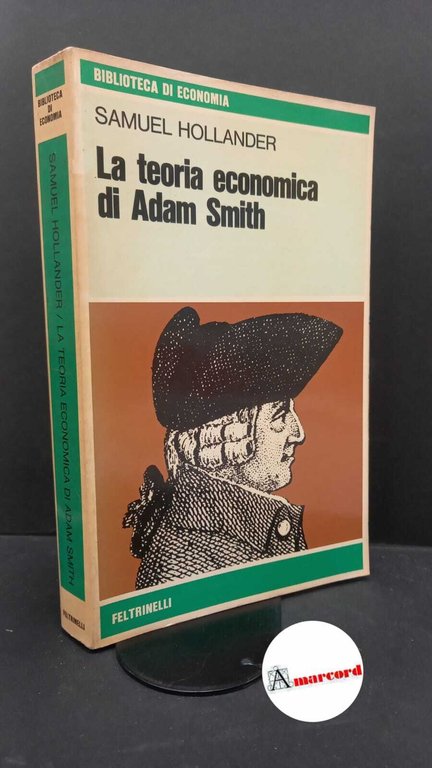 BIBLIOTECA DI ECONOMIA
SAMUEL HOLLANDER
La teoria economica
di Adam Smith
FELTRINELLI
BIBLIOTECA
DI
ECONOMIA
SAMUEL HOLLANDER / LA TEORIA ECONOMICA DI ADAM SMITH
FELTRINELLI
Amarcord